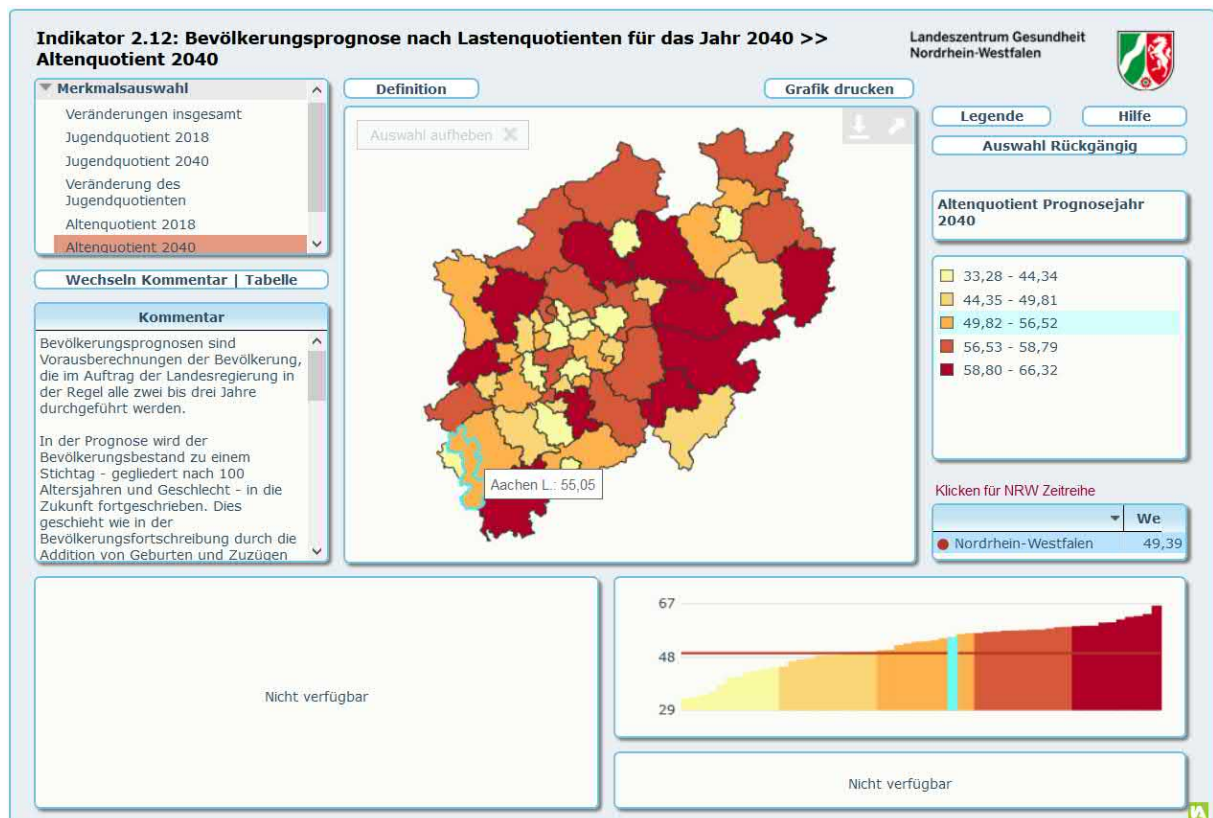 Indikator 2.12: Bevölkerungsprognose nach Lastenquotienten für das Jahr 2040 >>
Altenquotient 2040
Landeszentrum Gesundheit
Nordrhein-Westfalen
Merkmalsauswahl
Veränderungen insgesamt
Jugendquotient 2018
Jugendquotient 2040
Veränderung des
Jugendquotienten
Altenquotient 2018
Altenquotient 2040
Wechseln Kommentar | Tabelle
Kommentar
Bevölkerungsprognosen sind
Vorausberechnungen der Bevölkerung,
die im Auftrag der Landesregierung in
der Regel alle zwei bis drei Jahre
durchgeführt werden.
In der Prognose wird der
Bevölkerungsbestand zu einem
Stichtag - gegliedert nach 100
Altersjahren und Geschlecht - in die
Zukunft fortgeschrieben. Dies
geschieht wie in der
Bevölkerungsfortschreibung durch die
Addition von Geburten und Zuzügen
Definition
Grafik drucken
Auswahl aufheben
Aachen L.: 55,05
Legende
Hilfe
Auswahl Rückgängig
Altenquotient Prognosejahr
2040
33,28 - 44,34
44,35 - 49,81
49,82 - 56,52
56,53 - 58,79
58,80 - 66,32
Klicken für NRW Zeitreihe
We
Nordrhein-Westfalen 49,39
Nicht verfügbar
67
48
29
Nicht verfügbar